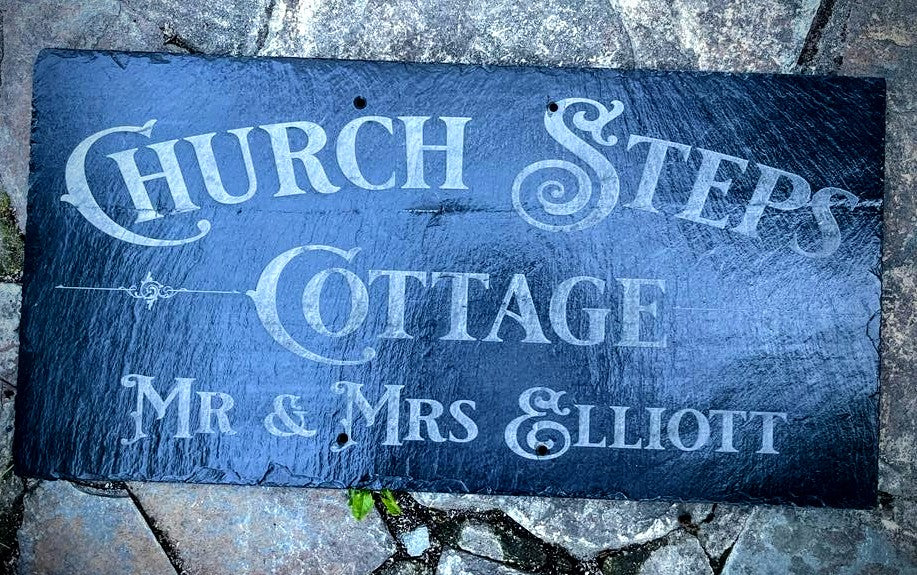 Church Steps
Cottage
Mr & Mrs Elliott